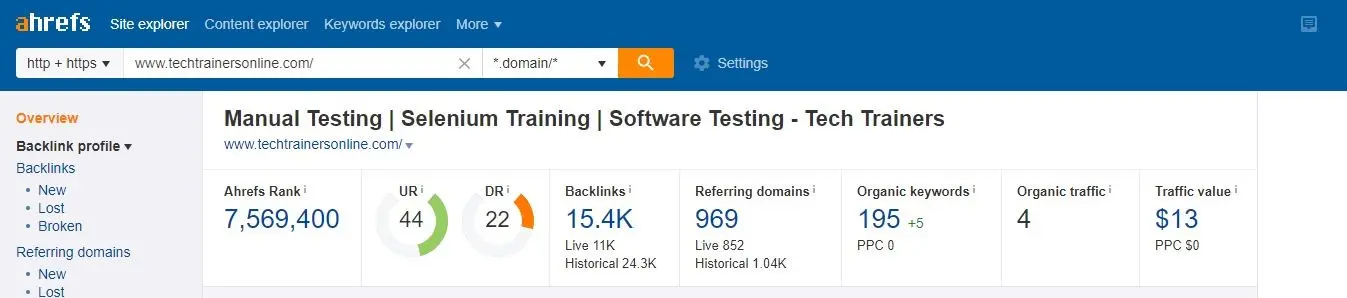 ahrefs Site explorer Content explorer Keywords explorer More
http + https www.techtrainersonline.com/ *.domain/* Settings
Overview
Backlink profile
Backlinks
New
Lost
Broken
Referring domains
New
Lost
Manual Testing | Selenium Training | Software Testing - Tech Trainers
www.techtrainersonline.com/
Ahrefs Rank i
7,569,400
UR i
44
DR i
22
Backlinks i
15.4K
Live 11K
Historical 24.3K
Referring domains i
969
Live 852
Historical 1.04K
Organic keywords i
195 +5
PPC 0
Organic traffic i
4
Traffic value i
$13
PPC $0